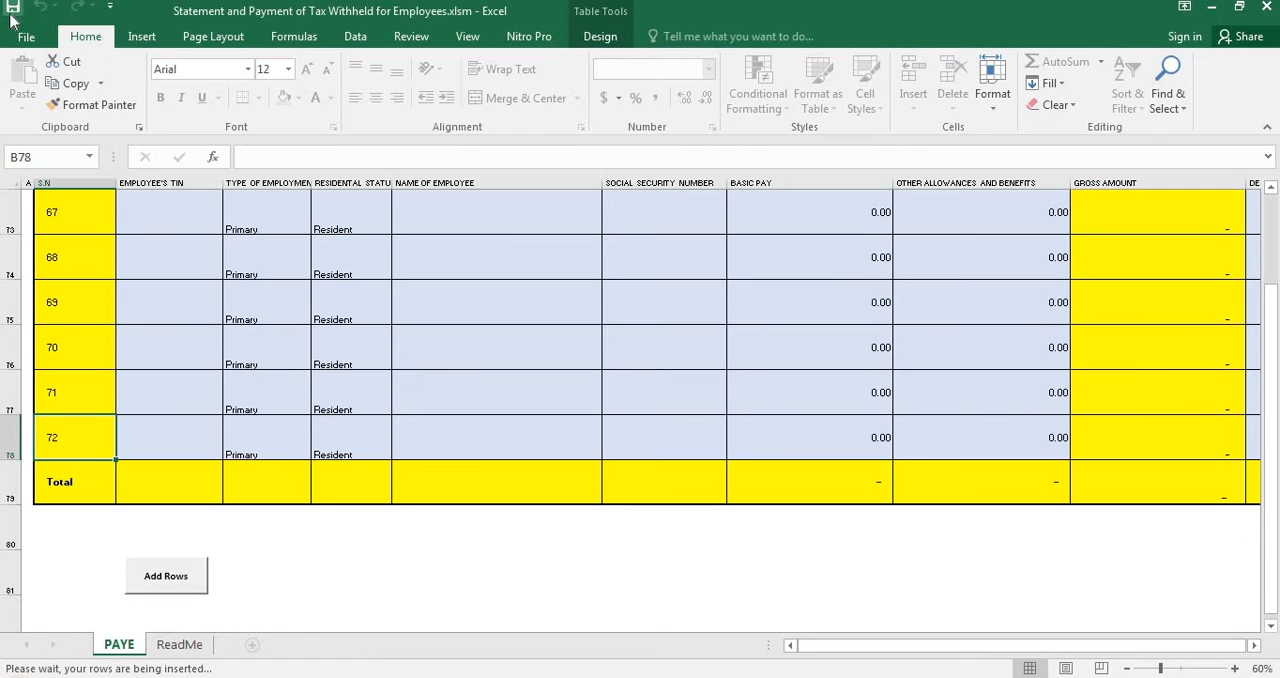 Statement and Payment of Tax Withheld for Employees.xlsm - Excel
Table Tools
File Home Insert Page Layout Formulas Data Review View Nitro Pro Design Tell me what you want to do... Sign in Share
Cut
Copy
Format Painter
Paste
Clipboard
Arial 12
B I U
Font
Wrap Text
Merge & Center
Alignment
$ % ,
Number
Conditional Formatting
Format as Table
Cell Styles
Styles
Insert Delete Format
Cells
AutoSum
Fill
Clear
Sort & Filter
Find & Select
Editing
B78 fx
A S.N EMPLOYEE'S TIN TYPE OF EMPLOYMEN RESIDENTAL STATU NAME OF EMPLOYEE SOCIAL SECURITY NUMBER BASIC PAY OTHER ALLOWANCES AND BENEFITS GROSS AMOUNT DE
73 67 Primary Resident 0.00 0.00 -
74 68 Primary Resident 0.00 0.00 -
75 69 Primary Resident 0.00 0.00 -
76 70 Primary Resident 0.00 0.00 -
77 71 Primary Resident 0.00 0.00 -
78 72 Primary Resident 0.00 0.00 -
79 Total - - -
80
Add Rows
81
PAYE ReadMe
Please wait, your rows are being inserted... 60%